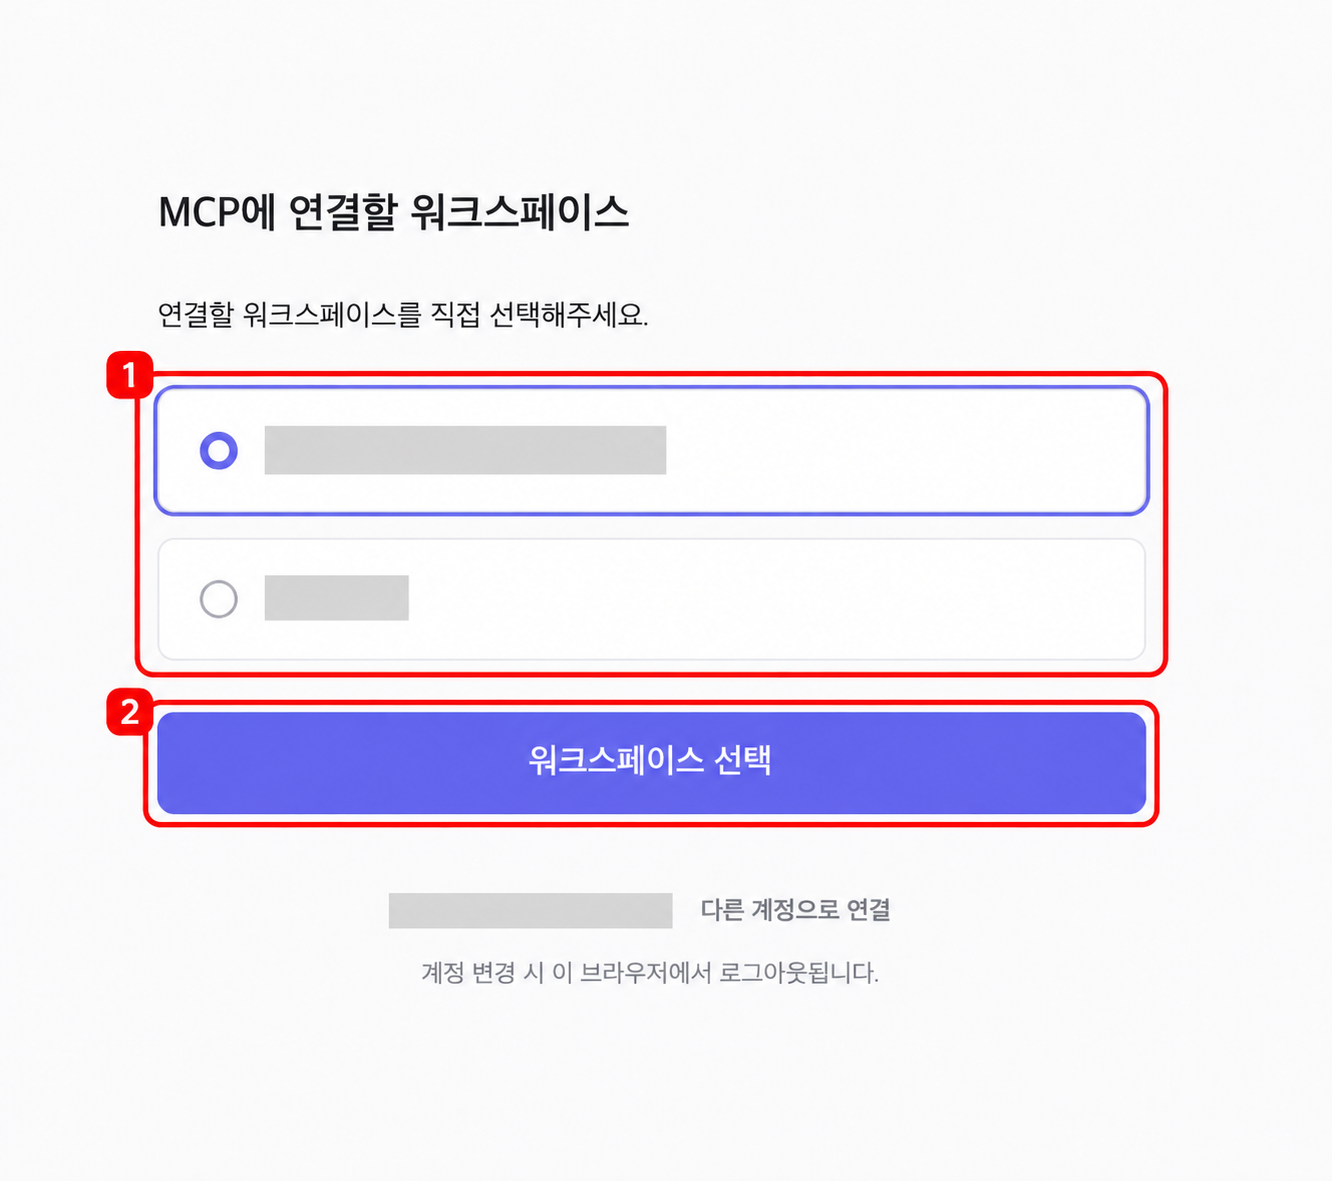 MCP에 연결할 워크스페이스
연결할 워크스페이스를 직접 선택해주세요.
1
2
워크스페이스 선택
다른 계정으로 연결
계정 변경 시 이 브라우저에서 로그아웃됩니다.